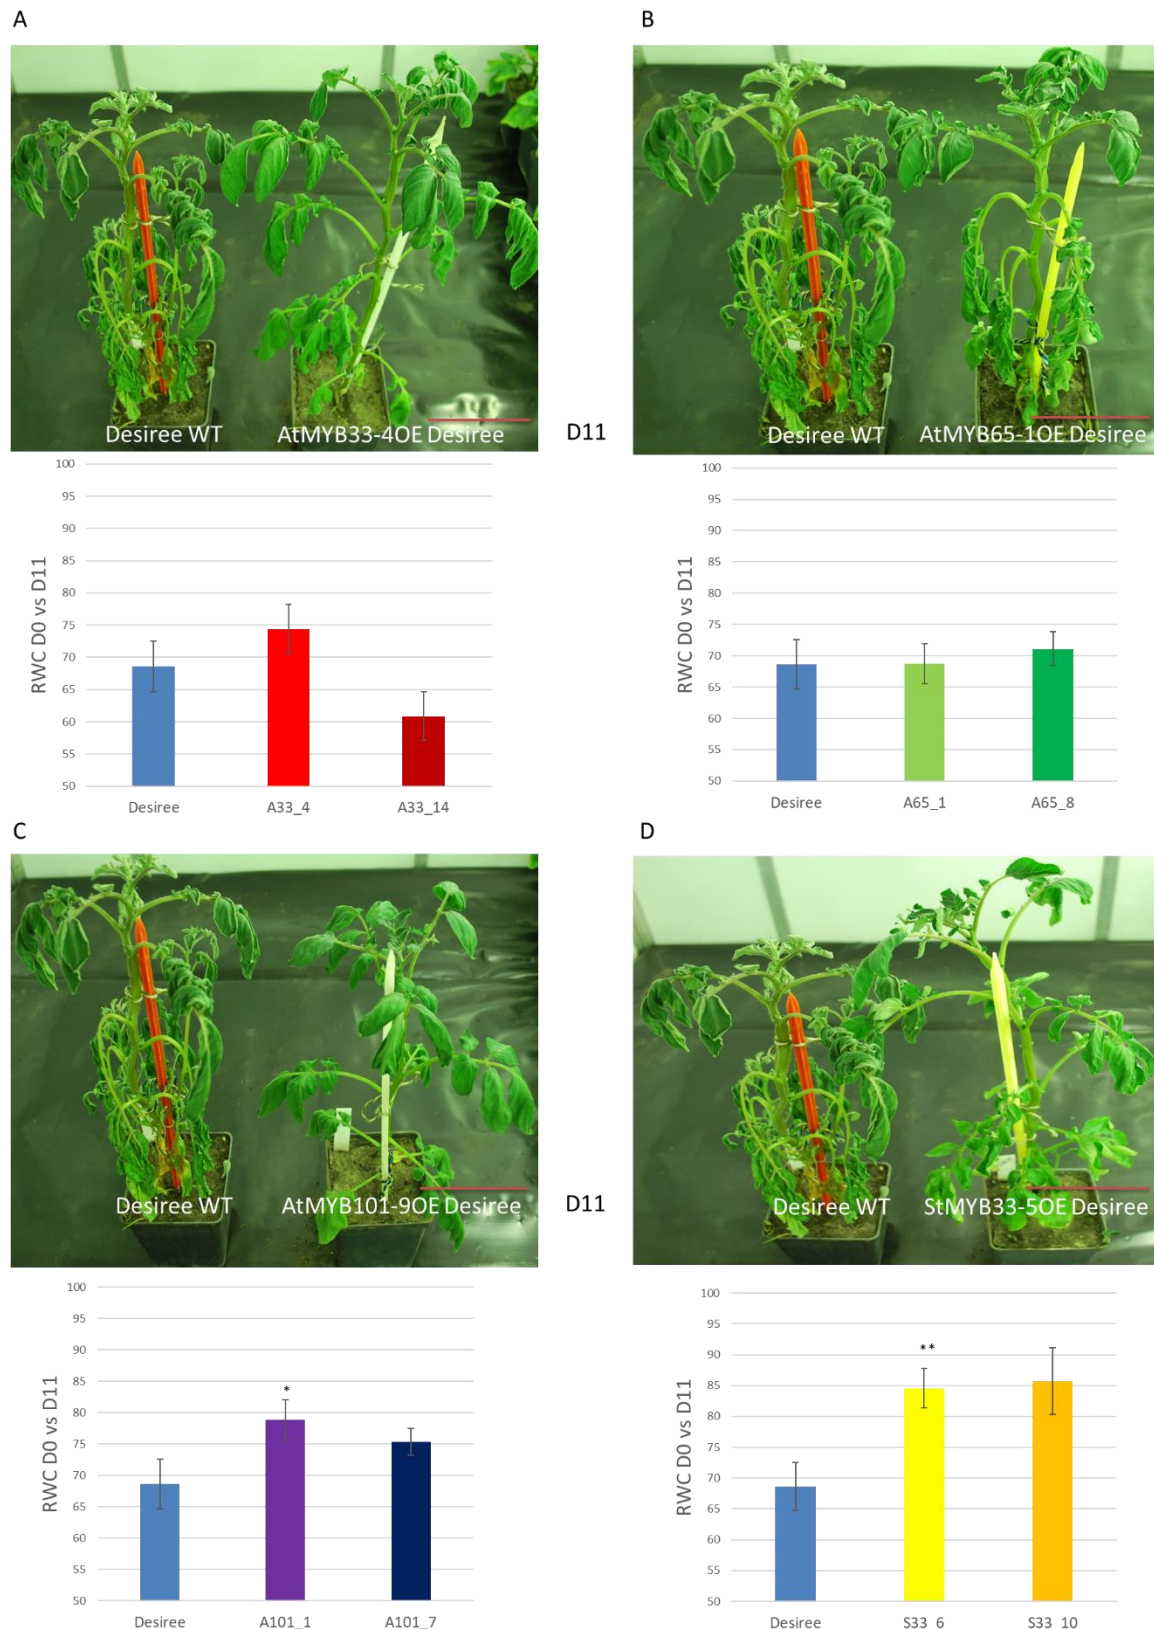 A
B
Desiree WT AtMYB33-4OE Desiree
D11
Desiree WT AtMYB65-1OE Desiree
100
95
90
85
80
75
70
65
60
55
50
RWC D0 vs D11
Desiree A33_4 A33_14
100
95
90
85
80
75
70
65
60
55
50
RWC D0 vs D11
Desiree A65_1 A65_8
C
D
Desiree WT AtMYB101-9OE Desiree
D11
Desiree WT StMYB33-5OE Desiree
100
95
90
85
80
75
70
65
60
55
50
RWC D0 vs D11
*
Desiree A101_1 A101_7
100
95
90
85
80
75
70
65
60
55
50
RWC D0 vs D11
**
Desiree S33_6 S33_10